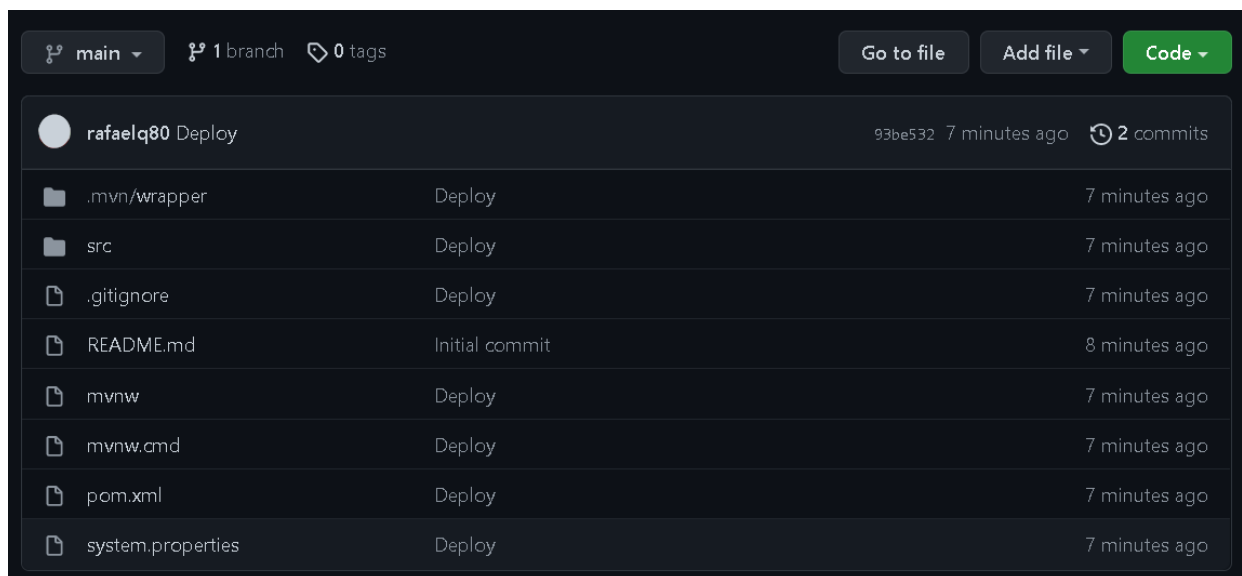 main 1 branch 0 tags Go to file Add file Code
rafaelq80 Deploy 93be532 7 minutes ago 2 commits
.mvn/wrapper Deploy 7 minutes ago
src Deploy 7 minutes ago
.gitignore Deploy 7 minutes ago
README.md Initial commit 8 minutes ago
mvnw Deploy 7 minutes ago
mvnw.cmd Deploy 7 minutes ago
pom.xml Deploy 7 minutes ago
system.properties Deploy 7 minutes ago